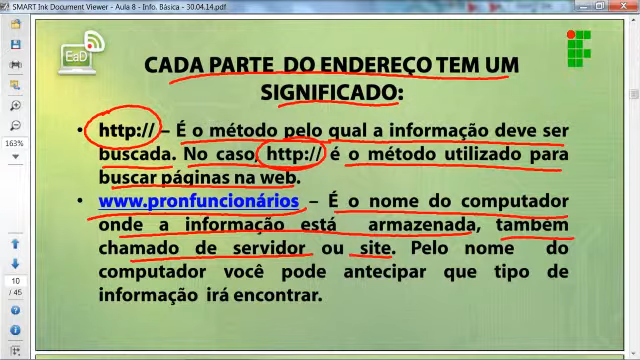 SMART Ink Document Viewer - Aula 8 - Info. Básica - 30.04.14.pdf
EaD
CADA PARTE DO ENDEREÇO TEM UM
SIGNIFICADO:
• http:// – É o método pelo qual a informação deve ser
buscada. No caso, http:// é o método utilizado para
buscar páginas na web.
• www.pronfuncionários – É o nome do computador
onde a informação está armazenada, também
chamado de servidor ou site. Pelo nome do
computador você pode antecipar que tipo de
informação irá encontrar.
163%
10
/ 45